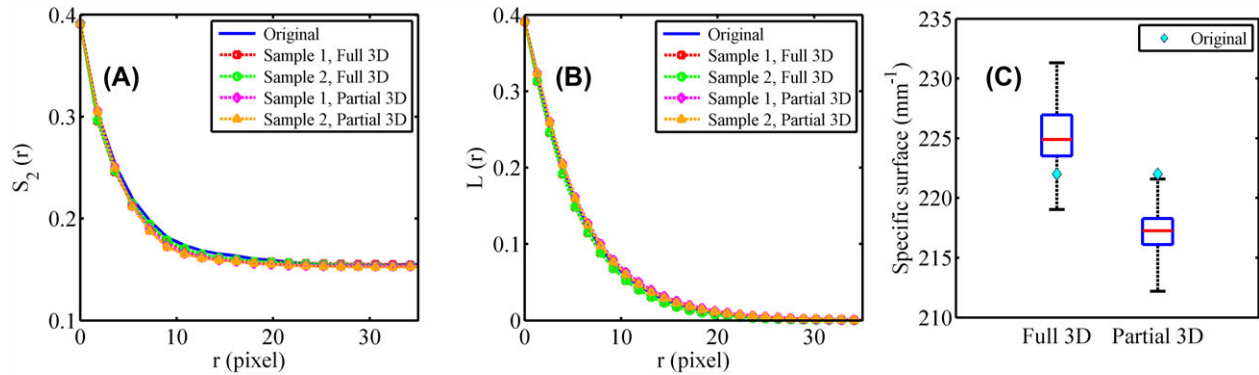 (A)
S2 (r)
0.4
0.3
0.2
0.1
0 10 20 30
r (pixel)
Original
Sample 1, Full 3D
Sample 2, Full 3D
Sample 1, Partial 3D
Sample 2, Partial 3D
(B)
L (r)
0.4
0.3
0.2
0.1
0
0 10 20 30
r (pixel)
Original
Sample 1, Full 3D
Sample 2, Full 3D
Sample 1, Partial 3D
Sample 2, Partial 3D
(C)
Specific surface (mm-1)
235
230
225
220
215
210
Full 3D Partial 3D
Original